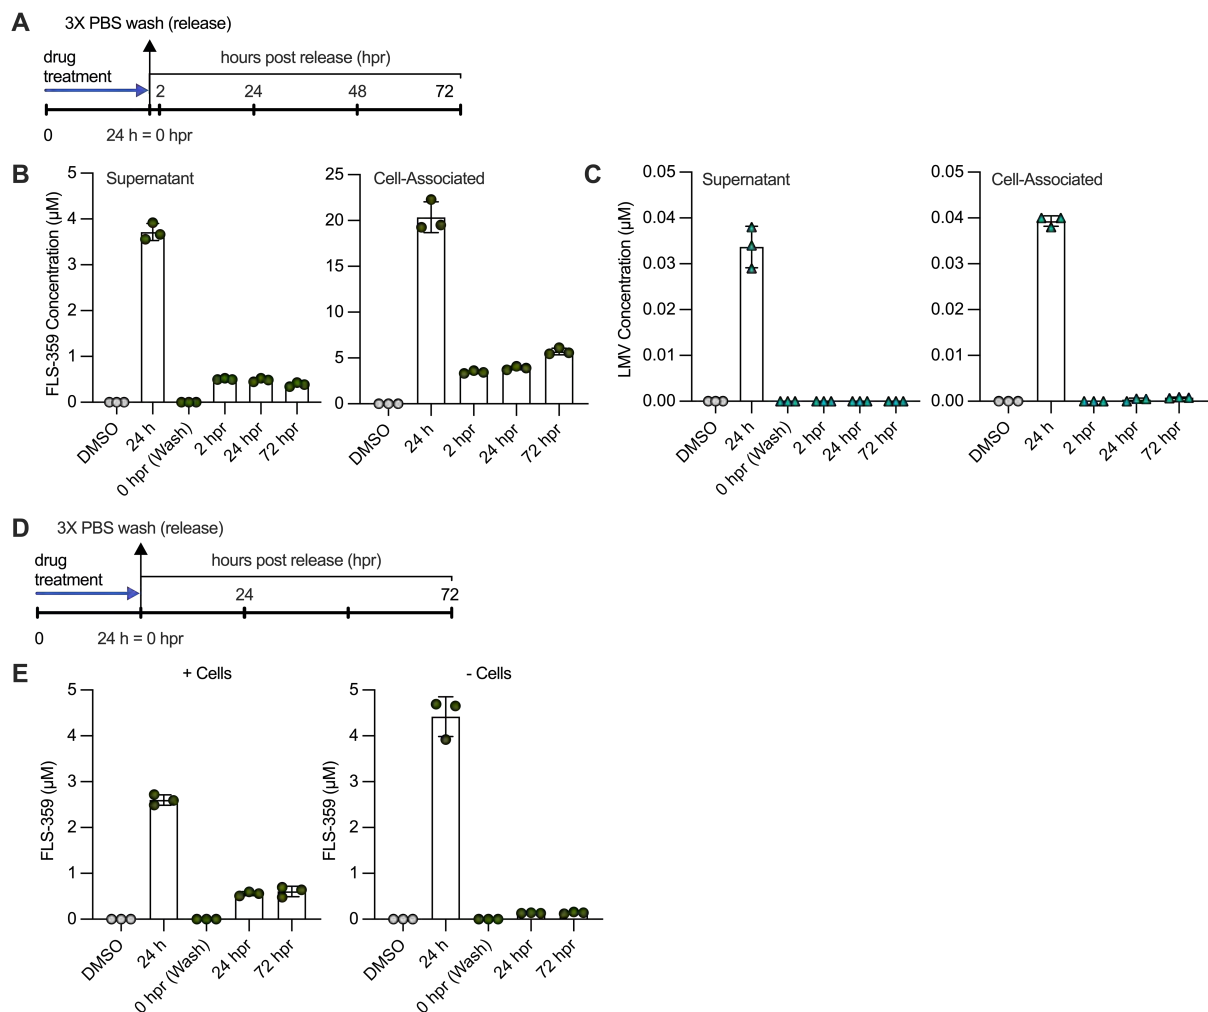 A
3X PBS wash (release)
drug
treatment
hours post release (hpr)
2
24
48
72
0
24 h = 0 hpr
B
FLS-359 Concentration (µM)
Supernatant
5
4
3
2
1
0
DMSO
24 h
0 hpr (Wash)
2 hpr
24 hpr
72 hpr
Cell-Associated
25
20
15
10
5
0
DMSO
24 h
2 hpr
24 hpr
72 hpr
C
LMV Concentration (µM)
Supernatant
0.05
0.04
0.03
0.02
0.01
0.00
DMSO
24 h
0 hpr (Wash)
2 hpr
24 hpr
72 hpr
Cell-Associated
0.05
0.04
0.03
0.02
0.01
0.00
DMSO
24 h
2 hpr
24 hpr
72 hpr
D
3X PBS wash (release)
drug
treatment
hours post release (hpr)
24
72
0
24 h = 0 hpr
E
+ Cells
FLS-359 (µM)
5
4
3
2
1
0
DMSO
24 h
0 hpr (Wash)
24 hpr
72 hpr
- Cells
FLS-359 (µM)
5
4
3
2
1
0
DMSO
24 h
0 hpr (Wash)
24 hpr
72 hpr